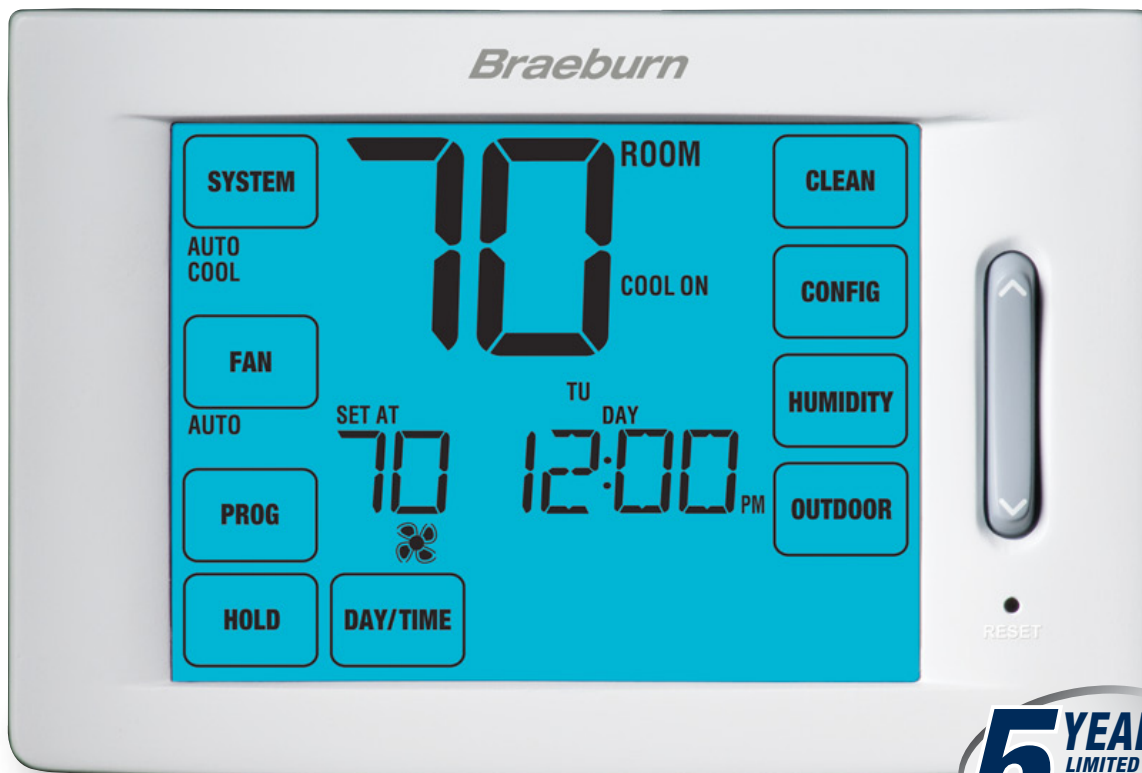 Braeburn
SYSTEM
AUTO
COOL
FAN
AUTO
PROG
HOLD
DAY/TIME
70
ROOM
COOL ON
SET AT
70
TU
DAY
12:00
PM
CLEAN
CONFIG
HUMIDITY
OUTDOOR
RESET
5
YEAR
LIMITED